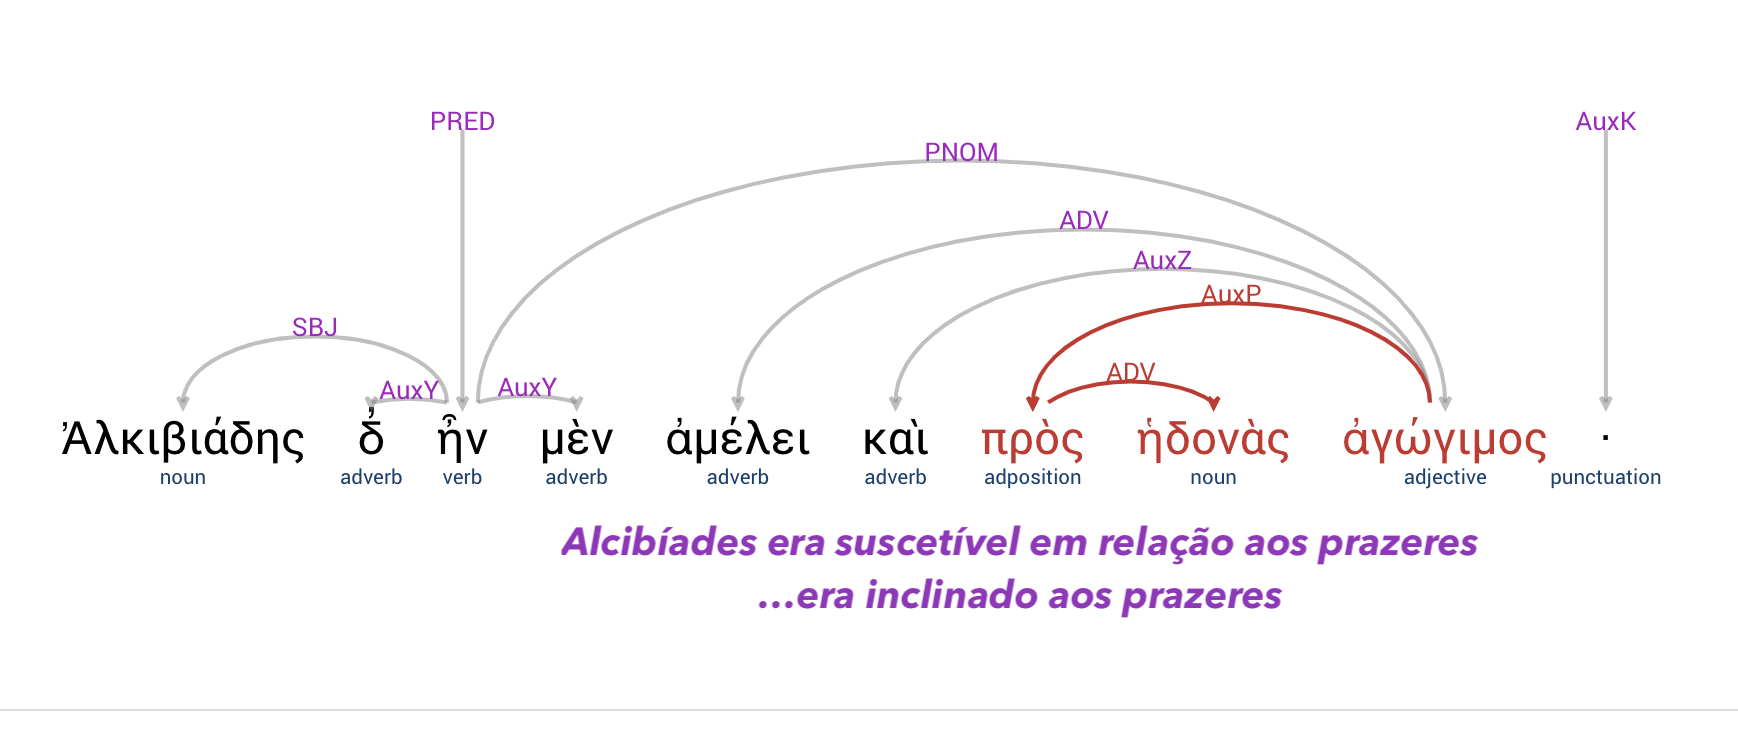 PRED AuxK
PNOM
ADV
AuxZ
AuxP
SBJ
ADV
AuxY AuxY
Ἀλκιβιάδης δ̓ ἦν μὲν ἀμέλει καὶ πρὸς ἡδονὰς ἀγώγιμος ·
noun adverb verb adverb adverb adverb adposition noun adjective punctuation
Alcibíades era suscetível em relação aos prazeres
...era inclinado aos prazeres